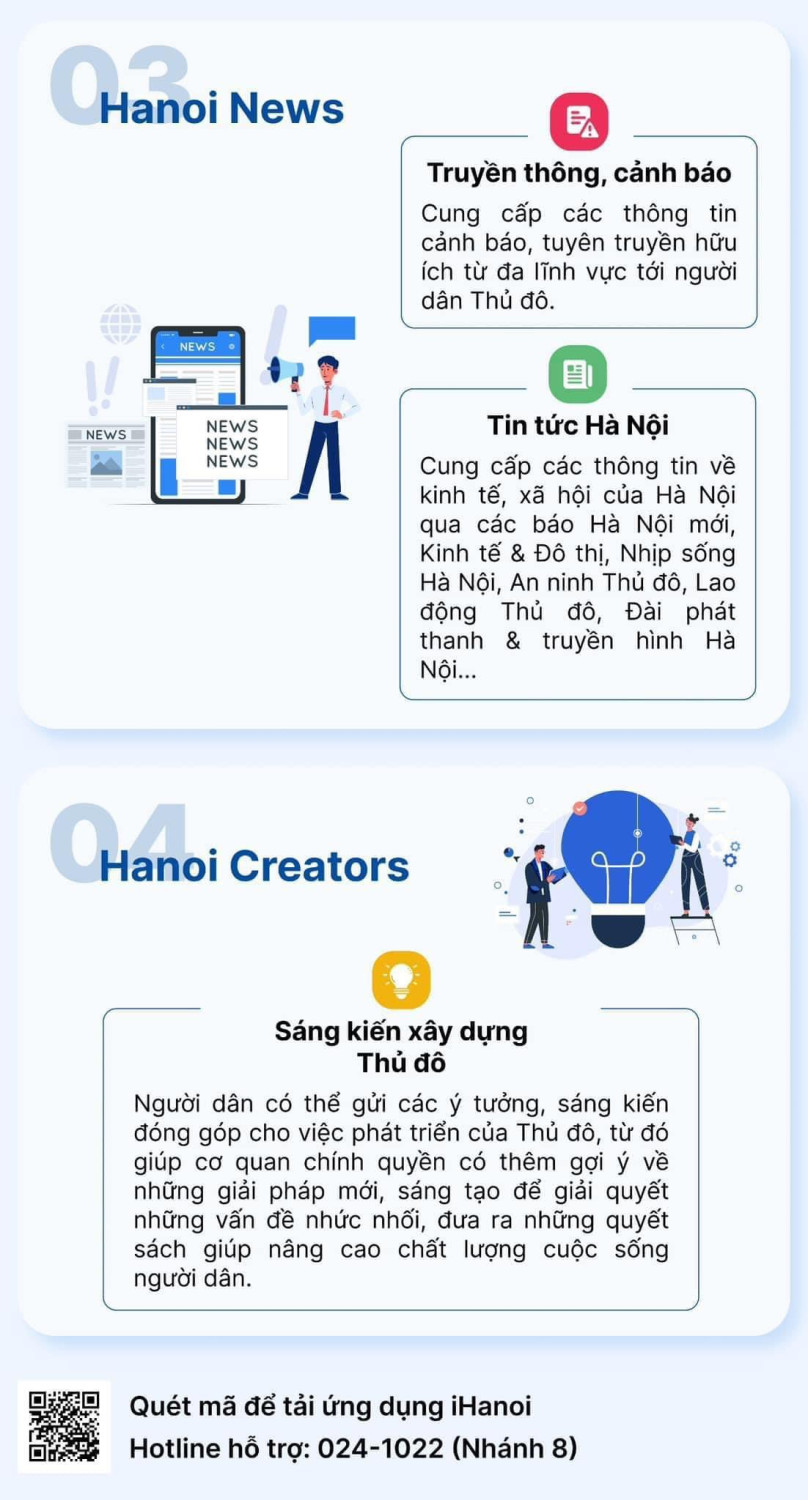 03
Hanoi News
Truyền thông, cảnh báo
Cung cấp các thông tin
cảnh báo, tuyên truyền hữu
ích từ đa lĩnh vực tới người
dân Thủ đô.
NEWS
NEWS
NEWS
NEWS
NEWS
Tin tức Hà Nội
Cung cấp các thông tin về
kinh tế, xã hội của Hà Nội
qua các báo Hà Nội mới,
Kinh tế & Đô thị, Nhịp sống
Hà Nội, An ninh Thủ đô, Lao
động Thủ đô, Đài phát
thanh & truyền hình Hà
Nội...
04
Hanoi Creators
Sáng kiến xây dựng
Thủ đô
Người dân có thể gửi các ý tưởng, sáng kiến
đóng góp cho việc phát triển của Thủ đô, từ đó
giúp cơ quan chính quyền có thêm gợi ý về
những giải pháp mới, sáng tạo để giải quyết
những vấn đề nhức nhối, đưa ra những quyết
sách giúp nâng cao chất lượng cuộc sống
người dân.
Quét mã để tải ứng dụng iHanoi
Hotline hỗ trợ: 024-1022 (Nhánh 8)